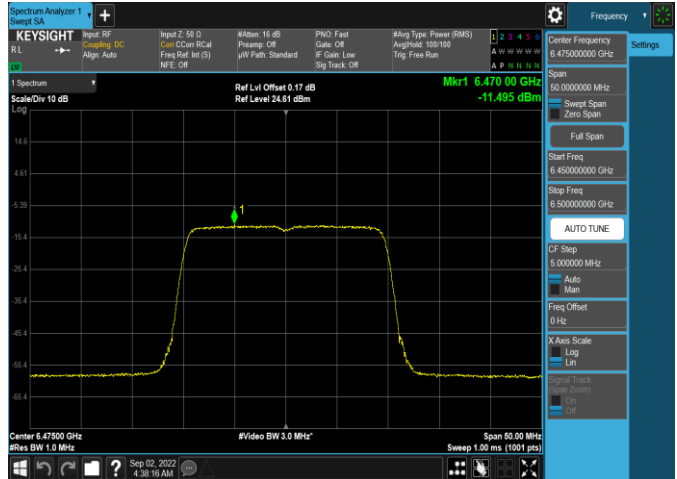 Spectrum Analyzer 1
Swept SA
+
Frequency
KEYSIGHT
Input: RF
Input Z: 50 Ω
#Atten: 16 dB
PNO: Fast
#Avg Type: Power (RMS)
1 2 3 4 5 6
RL
Coupling: DC
Corr CCorr RCal
Preamp: Off
Gate: Off
Avg|Hold: 100/100
A W W W W W
Align: Auto
Freq Ref: Int (S)
µW Path: Standard
IF Gain: Low
Trig: Free Run
NFE: Off
Sig Track: Off
A P N N N N
1 Spectrum
Ref Lvl Offset 0.17 dB
Mkr1 6.470 00 GHz
Scale/Div 10 dB
Ref Level 24.61 dBm
-11.495 dBm
Log
14.6
4.61
-5.39
1
-15.4
-25.4
-35.4
-45.4
-55.4
-65.4
Center 6.47500 GHz
#Video BW 3.0 MHz*
Span 50.00 MHz
#Res BW 1.0 MHz
Sweep 1.00 ms (1001 pts)
?
Sep 02, 2022
4:38:16 AM
Center Frequency
6.475000000 GHz
Settings
Span
50.0000000 MHz
Swept Span
Zero Span
Full Span
Start Freq
6.450000000 GHz
Stop Freq
6.500000000 GHz
AUTO TUNE
CF Step
5.000000 MHz
Auto
Man
Freq Offset
0 Hz
X Axis Scale
Log
Lin
Signal Track
(Span Zoom)
On
Off